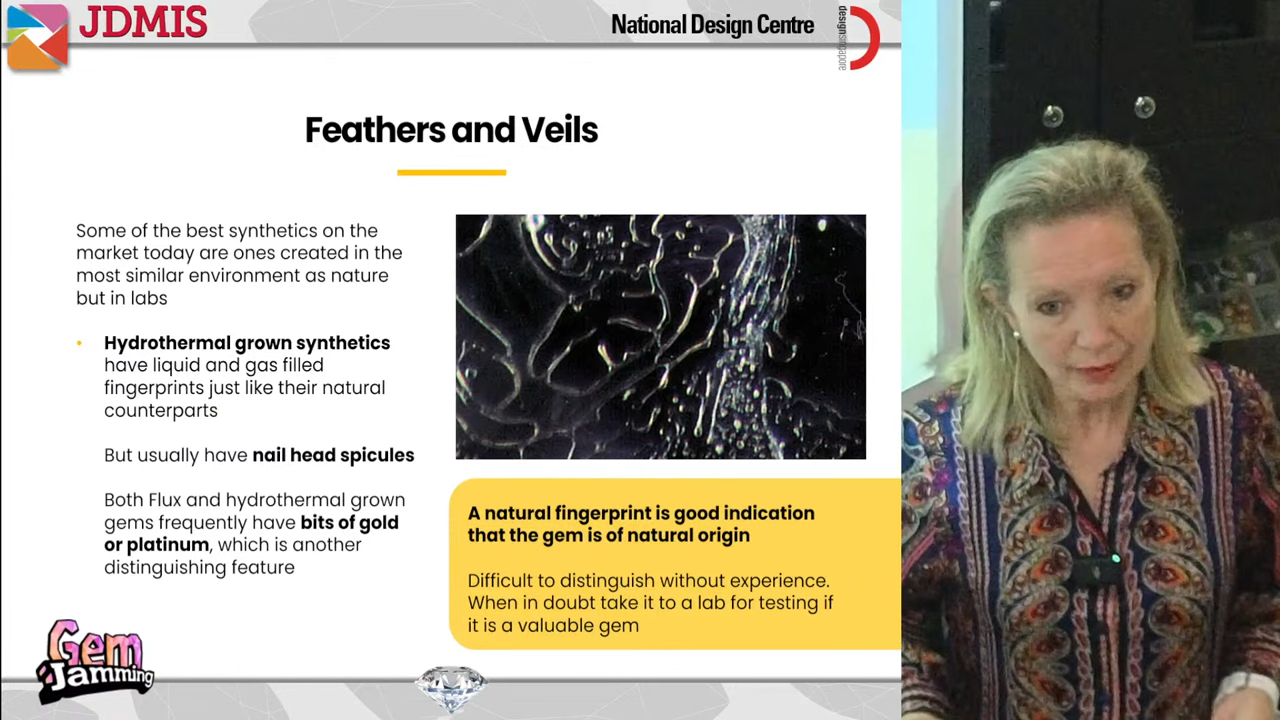 JDMIS
National Design Centre
designsingapore
Feathers and Veils
Some of the best synthetics on the
market today are ones created in the
most similar environment as nature
but in labs
• Hydrothermal grown synthetics
have liquid and gas filled
fingerprints just like their natural
counterparts
But usually have nail head spicules
Both Flux and hydrothermal grown
gems frequently have bits of gold
or platinum, which is another
distinguishing feature
A natural fingerprint is good indication
that the gem is of natural origin
Difficult to distinguish without experience.
When in doubt take it to a lab for testing if
it is a valuable gem
Gem
Jamming